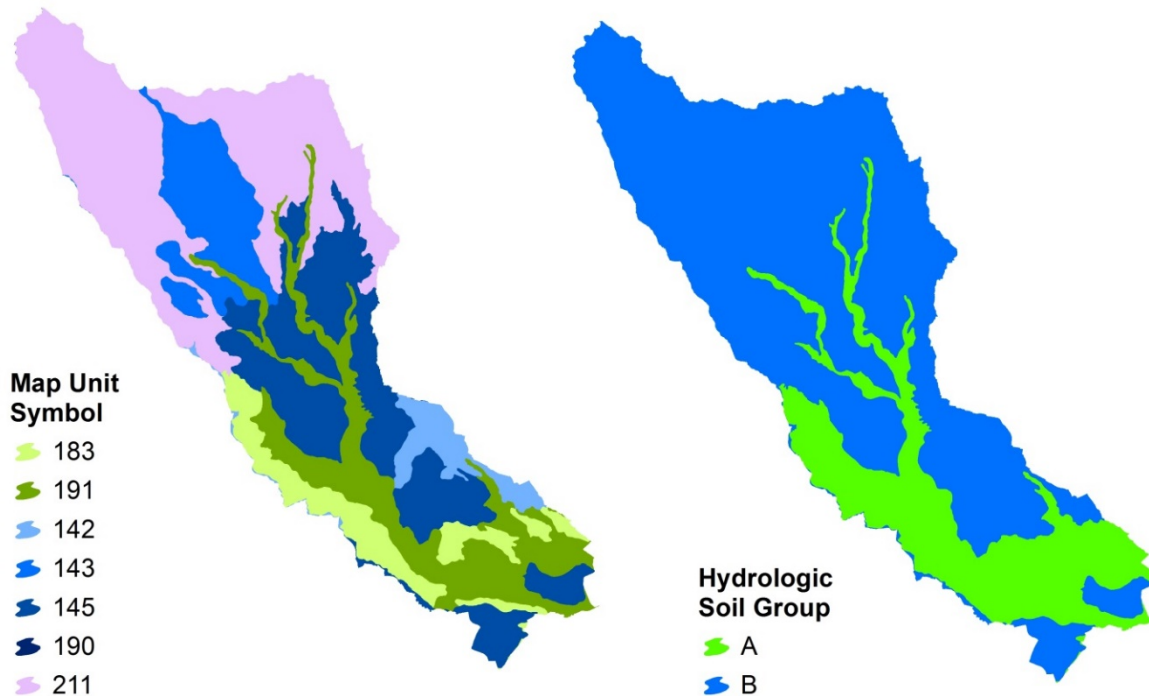 Map Unit
Symbol
183
191
142
143
145
190
211
Hydrologic
Soil Group
A
B